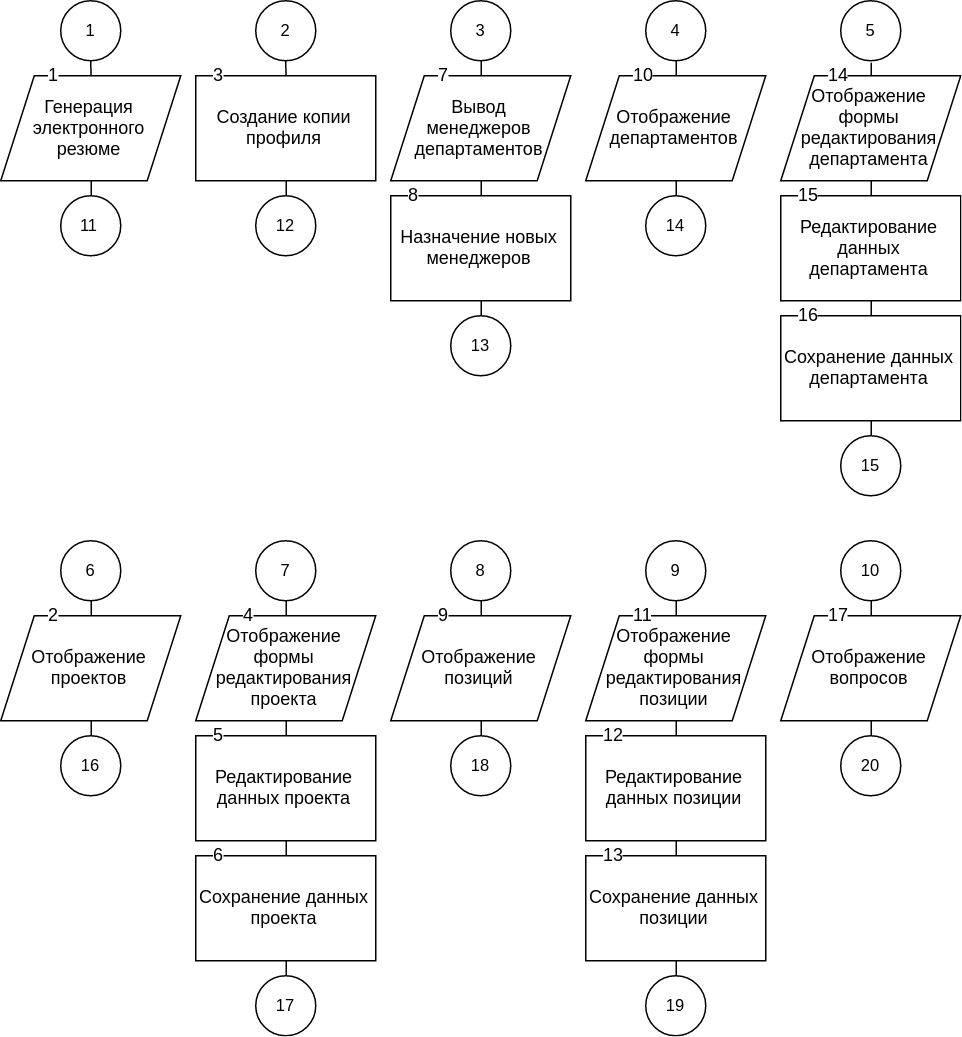 1
2
3
4
5
1
Генерация
электронного
резюме
3
Создание копии
профиля
7
Вывод
менеджеров
департаментов
10
Отображение
департаментов
14
Отображение
формы
редактирования
департамента
11
12
8
Назначение новых
менеджеров
14
15
Редактирование
данных
департамента
13
16
Сохранение данных
департамента
15
6
7
8
9
10
2
Отображение
проектов
4
Отображение
формы
редактирования
проекта
9
Отображение
позиций
11
Отображение
формы
редактирования
позиции
17
Отображение
вопросов
16
5
Редактирование
данных проекта
18
12
Редактирование
данных позиции
20
6
Сохранение данных
проекта
13
Сохранение данных
позиции
17
19